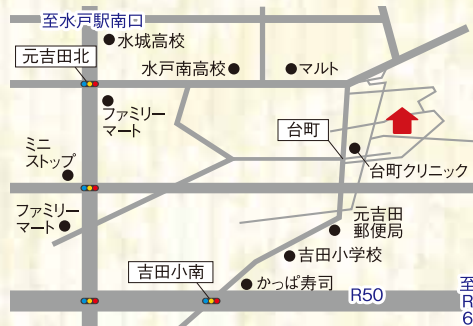 至水戸駅南口
水城高校
元吉田北
水戸南高校
マルト
ファミリー
マート
台町
ミニ
ストップ
台町クリニック
ファミリー
マート
元吉田
郵便局
吉田小学校
吉田小南
かっぱ寿司
R50
至
R
6